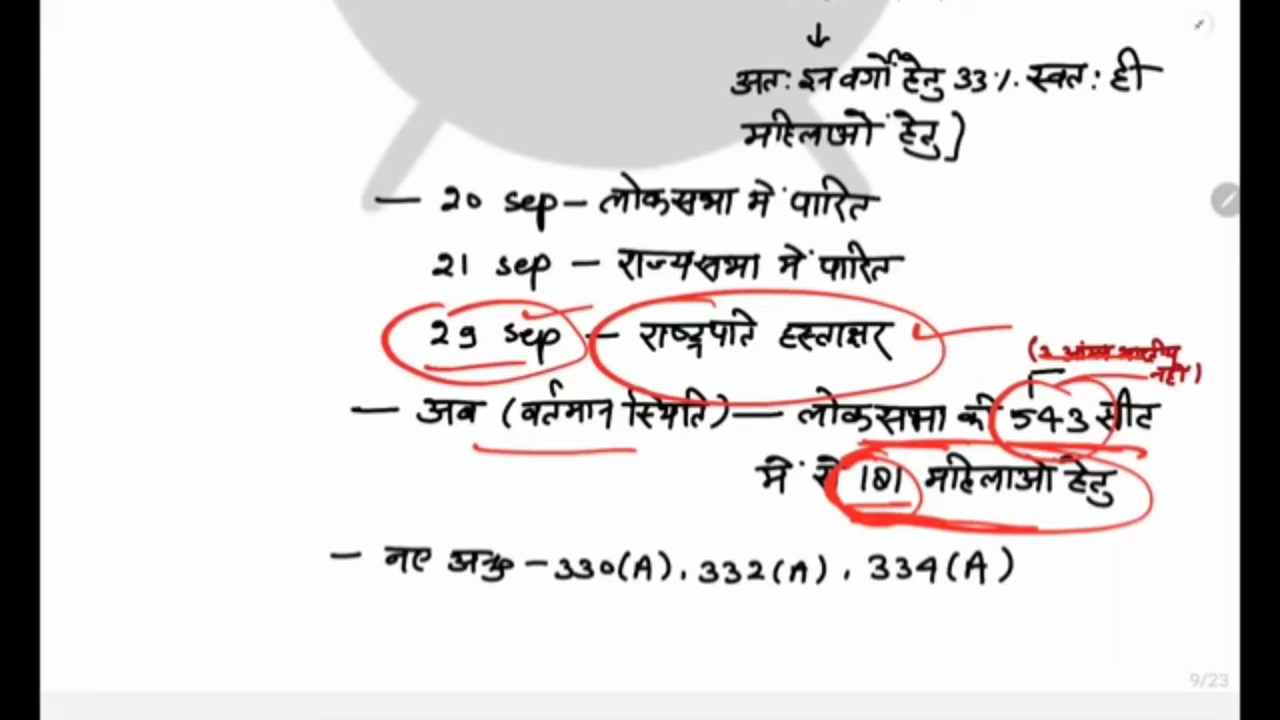 अतः इन वर्गों हेतु 33%. स्वतः ही
महिलाओं हेतु]
— 20 sep – लोकसभा में पारित
21 sep – राज्यसभा में पारित
29 sep – राष्ट्रपति हस्ताक्षर
(2 आंग्ल भारतीय
नहीं)
— अब (वर्तमान स्थिति) — लोकसभा की 543 सीट
में से 181 महिलाओं हेतु
– नए अनु॰ – 330(A), 332(A), 334(A)
9/23